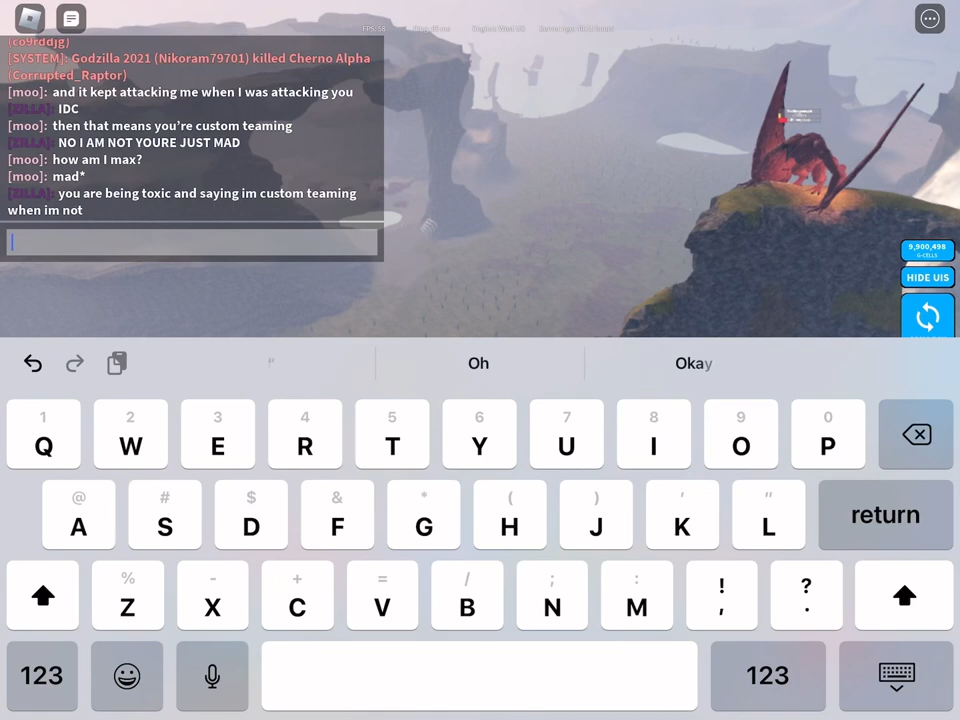 (co9rddjg)
[SYSTEM]: Godzilla 2021 (Nikoram79701) killed Cherno Alpha
(Corrupted_Raptor)
[moo]: and it kept attacking me when I was attacking you
[ZILLA]: IDC
[moo]: then that means you’re custom teaming
[ZILLA]: NO I AM NOT YOURE JUST MAD
[moo]: how am I max?
[moo]: mad*
[ZILLA]: you are being toxic and saying im custom teaming
when im not
9,900,498
G-CELLS
HIDE UIS
Oh Okay
1 2 3 4 5 6 7 8 9 0
Q W E R T Y U I O P
@ # $ & * ( ) ' "
A S D F G H J K L return
% - + = / ; : ! ?
Z X C V B N M , .
123 123